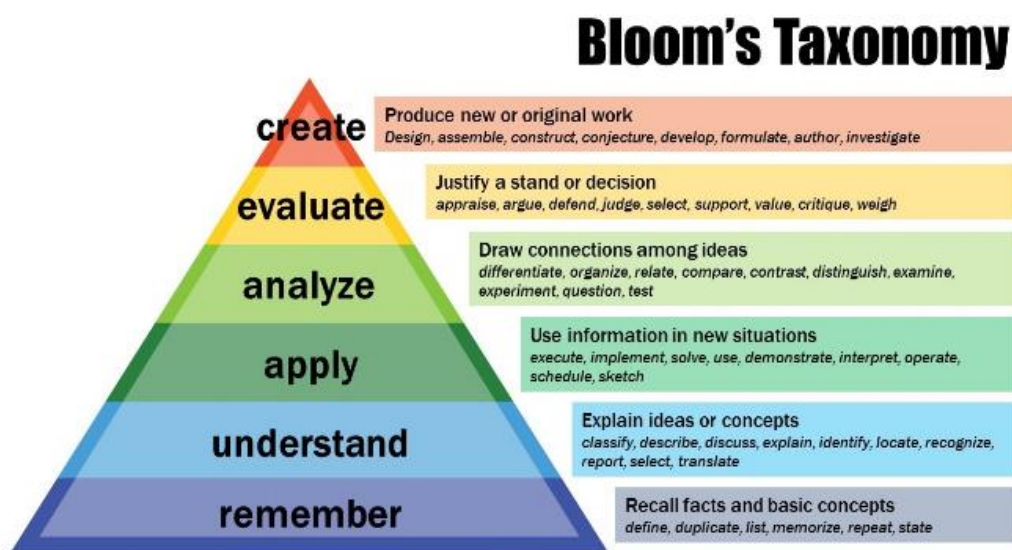 Bloom's Taxonomy
create
Produce new or original work
Design, assemble, construct, conjecture, develop, formulate, author, investigate
evaluate
Justify a stand or decision
appraise, argue, defend, judge, select, support, value, critique, weigh
analyze
Draw connections among ideas
differentiate, organize, relate, compare, contrast, distinguish, examine,
experiment, question, test
apply
Use information in new situations
execute, implement, solve, use, demonstrate, interpret, operate,
schedule, sketch
understand
Explain ideas or concepts
classify, describe, discuss, explain, identify, locate, recognize,
report, select, translate
remember
Recall facts and basic concepts
define, duplicate, list, memorize, repeat, state